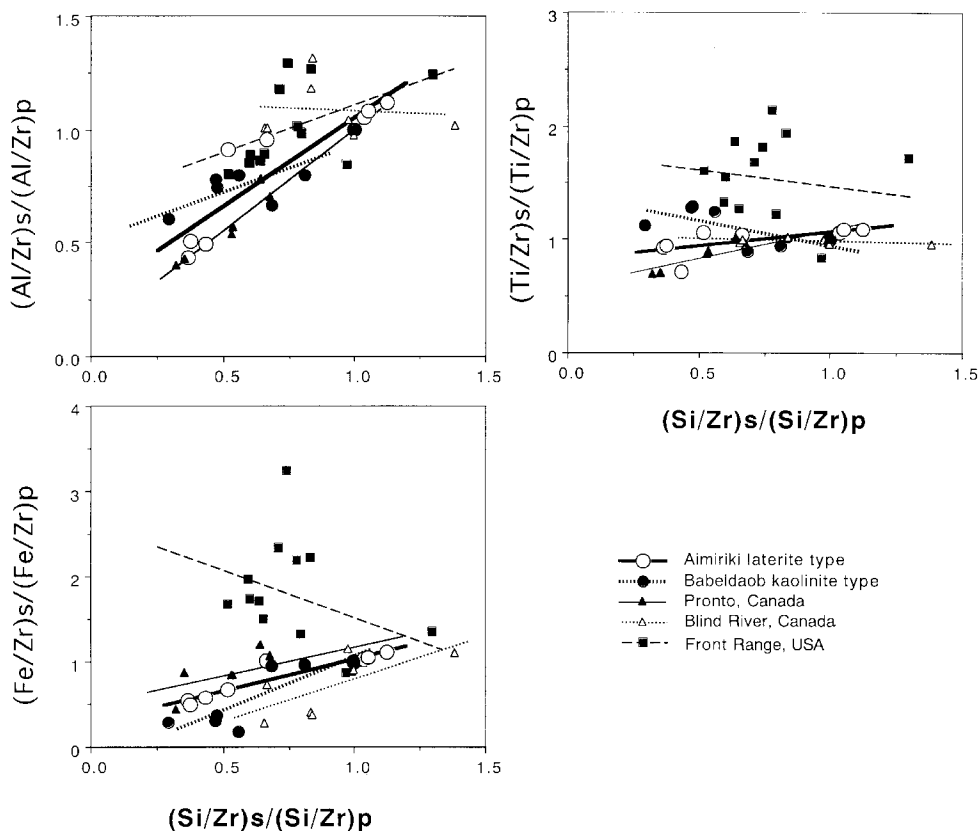 (Al/Zr)s/(Al/Zr)p
1.5
1.0
0.5
0.0
0.0 0.5 1.0 1.5
(Ti/Zr)s/(Ti/Zr)p
3
2
1
0
0.0 0.5 1.0 1.5
(Si/Zr)s/(Si/Zr)p
(Fe/Zr)s/(Fe/Zr)p
4
3
2
1
0
0.0 0.5 1.0 1.5
(Si/Zr)s/(Si/Zr)p
Aimiriki laterite type
Babeldaob kaolinite type
Pronto, Canada
Blind River, Canada
Front Range, USA